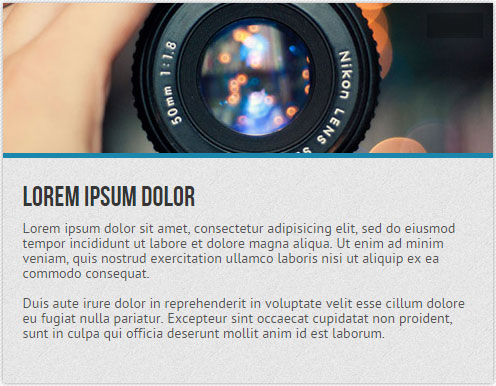 50mm 1:1.8
Nikon LENS
LOREM IPSUM DOLOR
Lorem ipsum dolor sit amet, consectetur adipisicing elit, sed do eiusmod
tempor incididunt ut labore et dolore magna aliqua. Ut enim ad minim
veniam, quis nostrud exercitation ullamco laboris nisi ut aliquip ex ea
commodo consequat.
Duis aute irure dolor in reprehenderit in voluptate velit esse cillum dolore
eu fugiat nulla pariatur. Excepteur sint occaecat cupidatat non proident,
sunt in culpa qui officia deserunt mollit anim id est laborum.